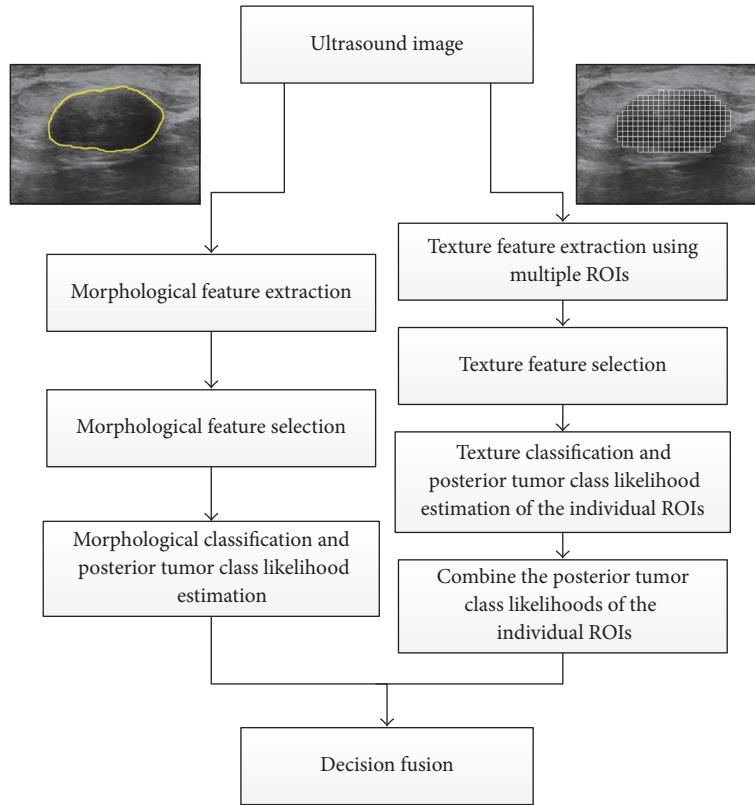 Ultrasound image
Morphological feature extraction
Morphological feature selection
Morphological classification and
posterior tumor class likelihood
estimation
Texture feature extraction using
multiple ROIs
Texture feature selection
Texture classification and
posterior tumor class likelihood
estimation of the individual ROIs
Combine the posterior tumor
class likelihoods of the
individual ROIs
Decision fusion